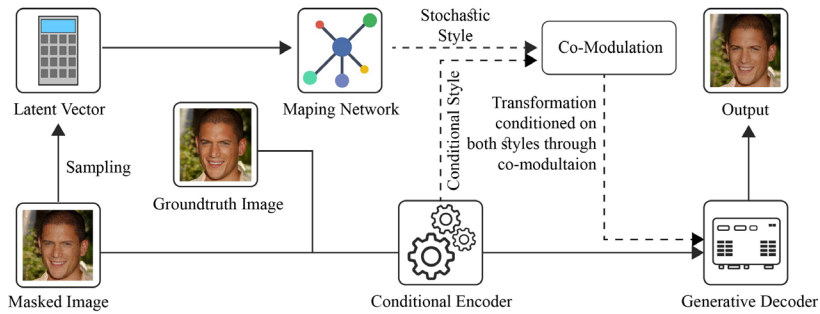 Stochastic
Style
Co-Modulation
Latent Vector
Maping Network
Conditional Style
Transformation
conditioned on
both styles through
co-modultaion
Output
Sampling
Groundtruth Image
Masked Image
Conditional Encoder
Generative Decoder